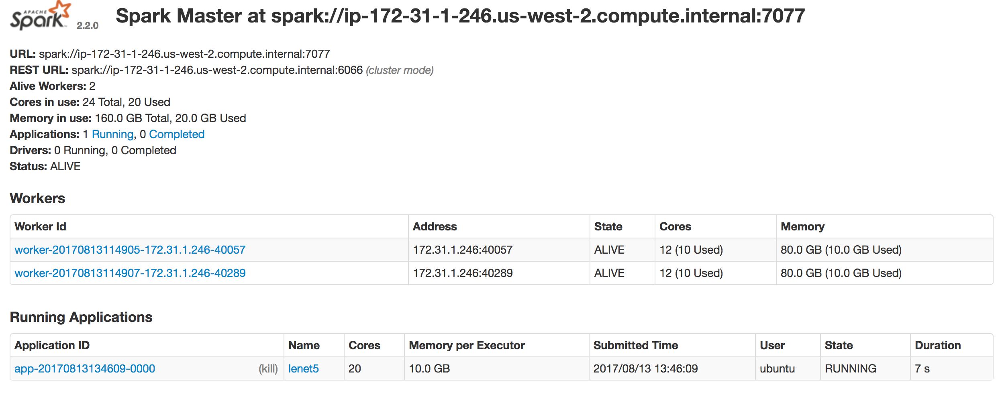 APACHE
Spark 2.2.0 Spark Master at spark://ip-172-31-1-246.us-west-2.compute.internal:7077
URL: spark://ip-172-31-1-246.us-west-2.compute.internal:7077
REST URL: spark://ip-172-31-1-246.us-west-2.compute.internal:6066 (cluster mode)
Alive Workers: 2
Cores in use: 24 Total, 20 Used
Memory in use: 160.0 GB Total, 20.0 GB Used
Applications: 1 Running, 0 Completed
Drivers: 0 Running, 0 Completed
Status: ALIVE
Workers
Worker Id Address State Cores Memory
worker-20170813114905-172.31.1.246-40057 172.31.1.246:40057 ALIVE 12 (10 Used) 80.0 GB (10.0 GB Used)
worker-20170813114907-172.31.1.246-40289 172.31.1.246:40289 ALIVE 12 (10 Used) 80.0 GB (10.0 GB Used)
Running Applications
Application ID Name Cores Memory per Executor Submitted Time User State Duration
app-20170813134609-0000 (kill) lenet5 20 10.0 GB 2017/08/13 13:46:09 ubuntu RUNNING 7 s